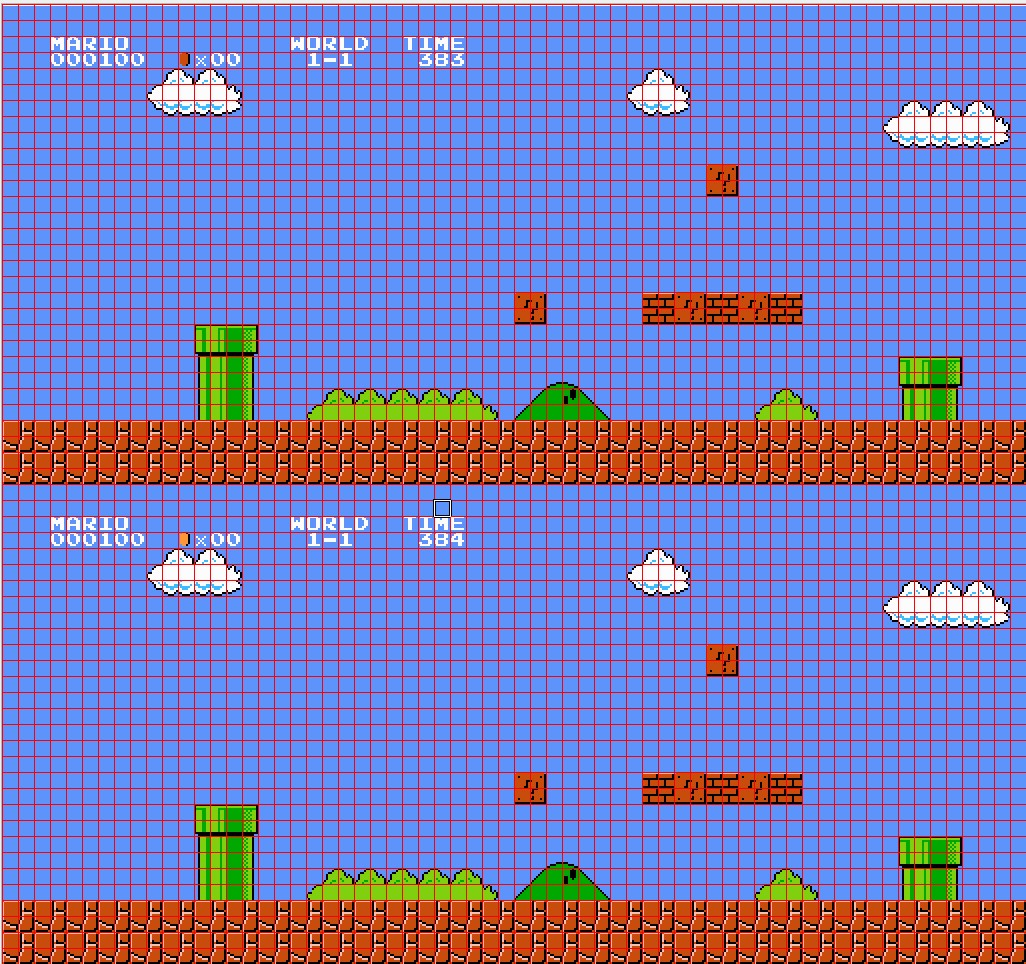 MARIO WORLD TIME
000100 ×00 1-1 383
?
? ? ?
MARIO WORLD TIME
000100 ×00 1-1 384
?
? ? ?